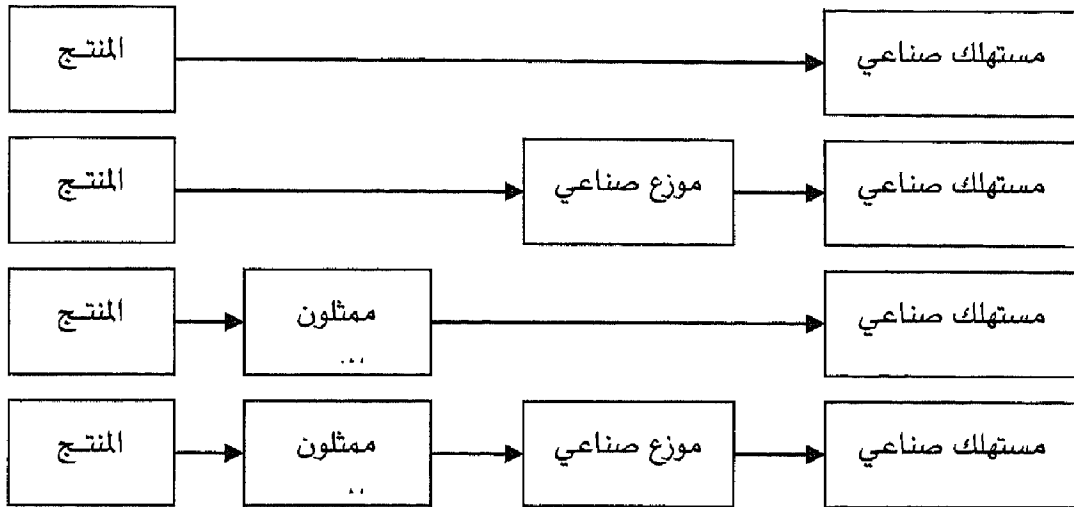 المنتج
مستهلك صناعي
المنتج
موزع صناعي
مستهلك صناعي
المنتج
ممثلون
مستهلك صناعي
المنتج
ممثلون
موزع صناعي
مستهلك صناعي